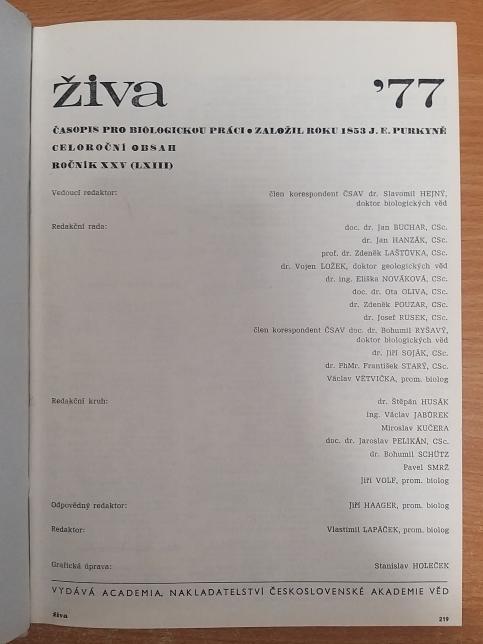 živa '77
ČASOPIS PRO BIOLOGICKOU PRÁCI • ZALOŽIL ROKU 1853 J. E. PURKYNĚ
CELOROČNÍ OBSAH
ROČNÍK XXV (LXIII)
Vedoucí redaktor: člen korespondent ČSAV dr. Slavomil HEJNÝ,
doktor biologických věd
Redakční rada: doc. dr. Jan BUCHAR, CSc.
dr. Jan HANZÁK, CSc.
prof. dr. Zdeněk LAŠTŮVKA, CSc.
dr. Vojen LOŽEK, doktor geologických věd
dr. ing. Eliška NOVÁKOVÁ, CSc.
doc. dr. Ota OLIVA, CSc.
dr. Zdeněk POUZAR, CSc.
dr. Josef RUSEK, CSc.
člen korespondent ČSAV doc. dr. Bohumil RYŠAVÝ,
doktor biologických věd
dr. Jiří SOJÁK, CSc.
dr. PhMr. František STARÝ, CSc.
Václav VĚTVIČKA, prom. biolog
Redakční kruh: dr. Štěpán HUSÁK
ing. Václav JABŮREK
Miroslav KUČERA
doc. dr. Jaroslav PELIKÁN, CSc.
dr. Bohumil SCHÜTZ
Pavel SMRŽ
Jiří VOLF, prom. biolog
Odpovědný redaktor: Jiří HAAGER, prom. biolog
Redaktor: Vlastimil LAPÁČEK, prom. biolog
Grafická úprava: Stanislav HOLEČEK
VYDÁVÁ ACADEMIA, NAKLADATELSTVÍ ČESKOSLOVENSKÉ AKADEMIE VĚD
živa 219